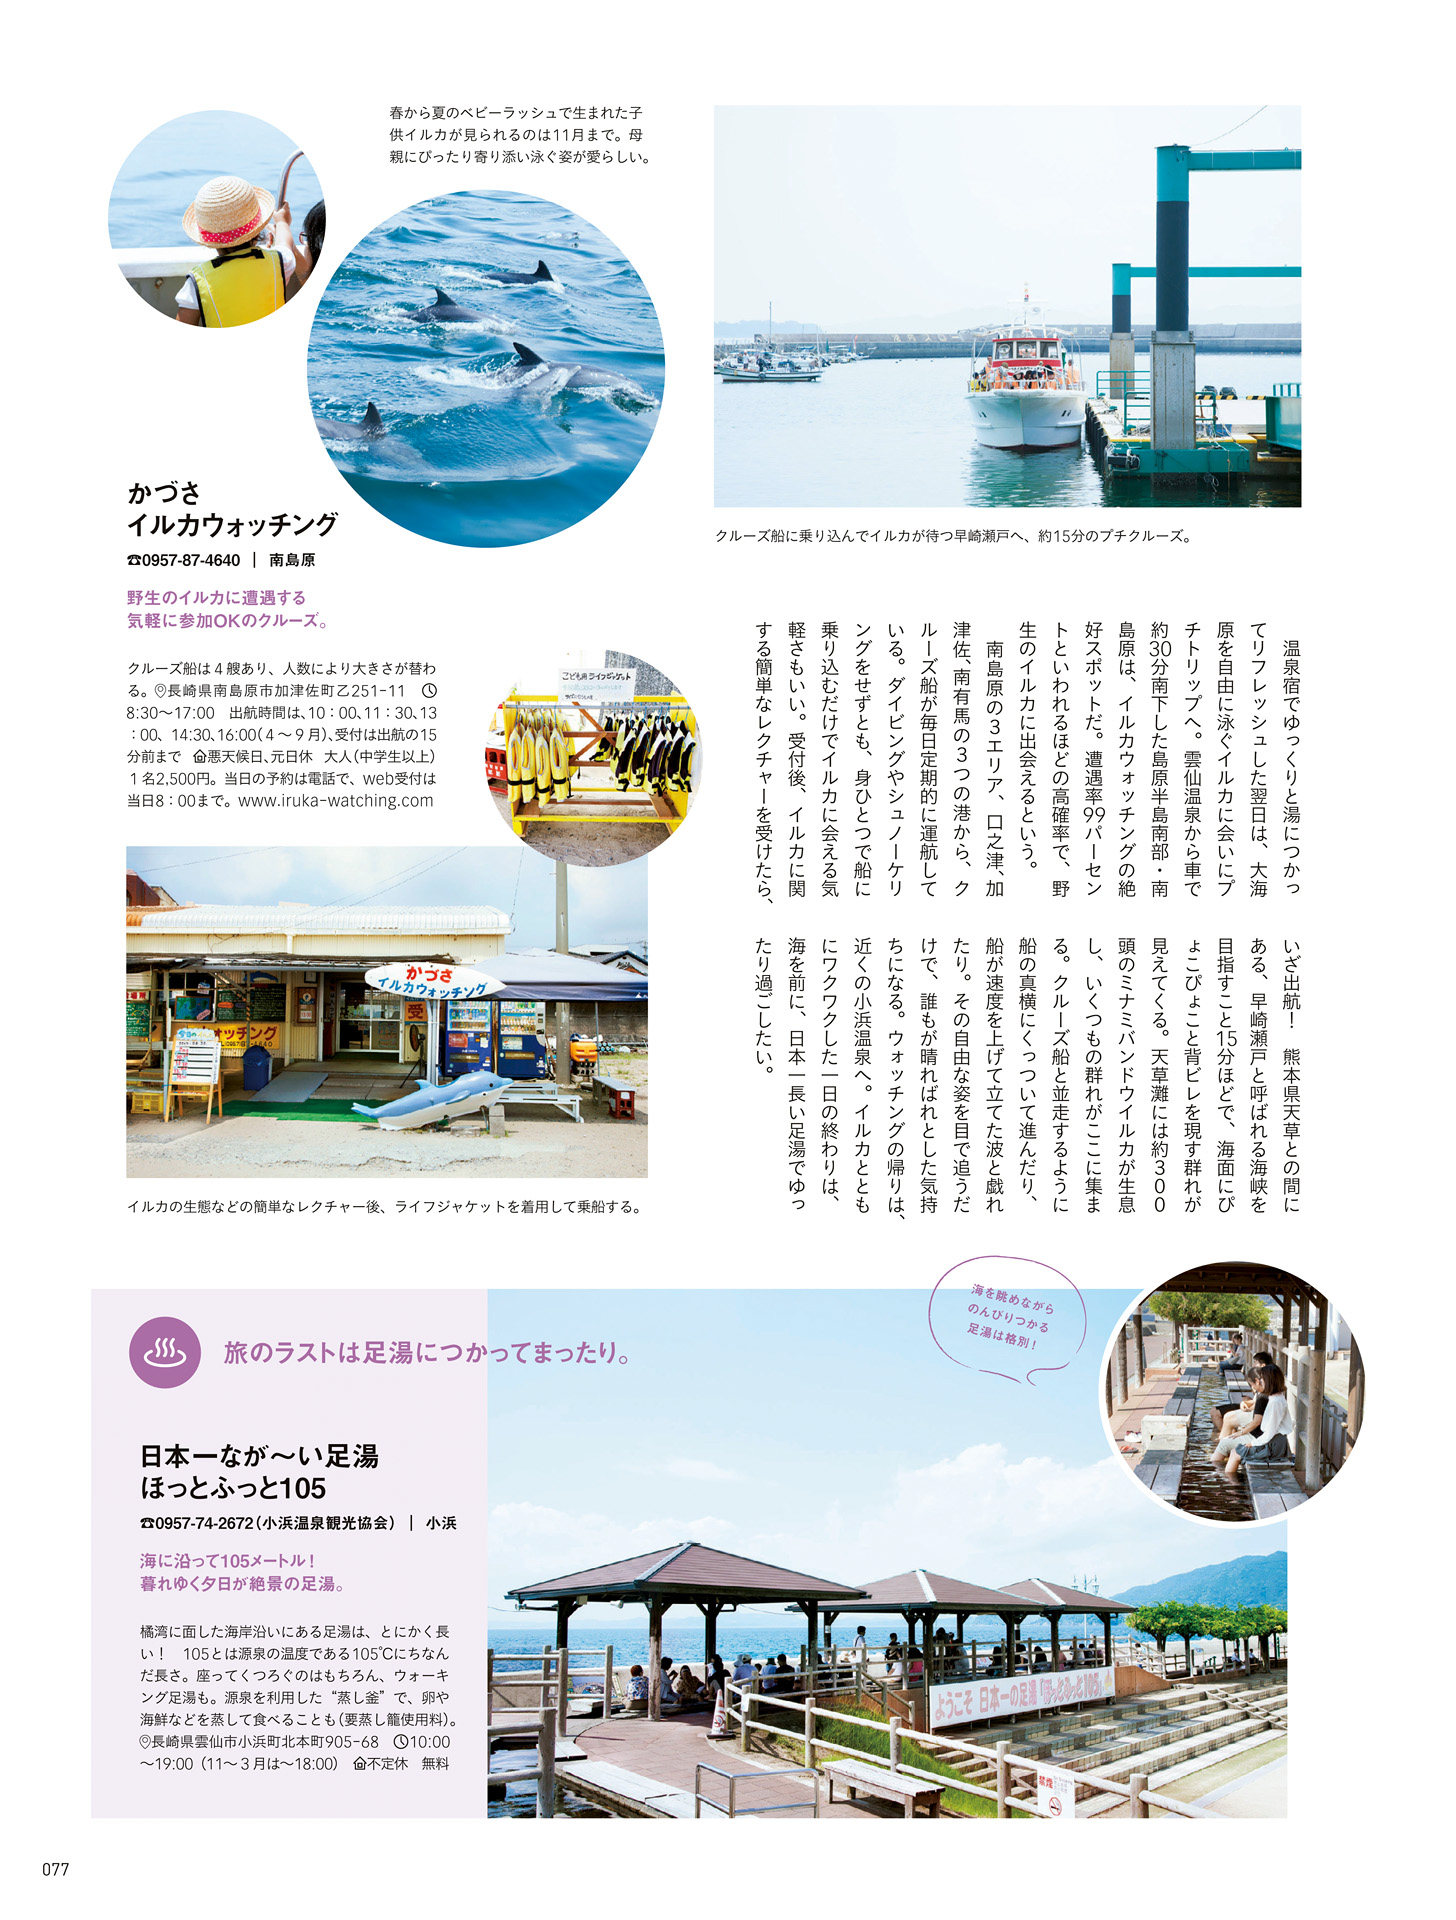 春から夏のベビーラッシュで生まれた子
供イルカが見られるのは11月まで。母
親にぴったり寄り添い泳ぐ姿が愛らしい。
クルーズ船に乗り込んでイルカが待つ早崎瀬戸へ、約15分のプチクルーズ。
かづさ
イルカウォッチング
☎0957-87-4640 | 南島原
野生のイルカに遭遇する
気軽に参加OKのクルーズ。
クルーズ船は4艘あり、人数により大きさが替わ
る。長崎県南島原市加津佐町乙251-11
8:30〜17:00 出航時間は、10:00、11:30、13
:00、14:30、16:00(4〜9月)、受付は出航の15
分前まで 悪天候日、元日休 大人(中学生以上)
1名2,500円。当日の予約は電話で、web受付は
当日8:00まで。www.iruka-watching.com
こども用ライフジャケット
かづさ
イルカウォッチング
受
ォッチング
イルカの生態などの簡単なレクチャー後、ライフジャケットを着用して乗船する。
温泉宿でゆっくりと湯につかっ
てリフレッシュした翌日は、大海
原を自由に泳ぐイルカに会いにプ
チトリップへ。雲仙温泉から車で
約30分南下した島原半島南部・南
島原は、イルカウォッチングの絶
好スポットだ。遭遇率99パーセン
トといわれるほどの高確率で、野
生のイルカに出会えるという。
南島原の3エリア、口之津、加
津佐、南有馬の3つの港から、ク
ルーズ船が毎日定期的に運航して
いる。ダイビングやシュノーケリ
ングをせずとも、身ひとつで船に
乗り込むだけでイルカに会える気
軽さもいい。受付後、イルカに関
する簡単なレクチャーを受けたら、
いざ出航! 熊本県天草との間に
ある、早崎瀬戸と呼ばれる海峡を
目指すこと15分ほどで、海面にぴ
ょこぴょこと背ビレを現す群れが
見えてくる。天草灘には約300
頭のミナミバンドウイルカが生息
し、いくつもの群れがここに集ま
る。クルーズ船と並走するように
船の真横にくっついて進んだり、
船が速度を上げて立てた波と戯れ
たり。その自由な姿を目で追うだ
けで、誰もが晴ればれとした気持
ちになる。ウォッチングの帰りは、
近くの小浜温泉へ。イルカととも
にワクワクした一日の終わりは、
海を前に、日本一長い足湯でゆっ
たり過ごしたい。
海を眺めながら
のんびりつかる
足湯は格別!
旅のラストは足湯につかってまったり。
日本一なが〜い足湯
ほっとふっと105
☎0957-74-2672(小浜温泉観光協会) | 小浜
海に沿って105メートル!
暮れゆく夕日が絶景の足湯。
橘湾に面した海岸沿いにある足湯は、とにかく長
い! 105とは源泉の温度である105℃にちなん
だ長さ。座ってくつろぐのはもちろん、ウォーキ
ング足湯も。源泉を利用した“蒸し釜”で、卵や
海鮮などを蒸して食べることも(要蒸し籠使用料)。
長崎県雲仙市小浜町北本町905-68 10:00
〜19:00(11〜3月は〜18:00) 不定休 無料
ようこそ 日本一の足湯「ほっとふっと105」へ
禁煙
077